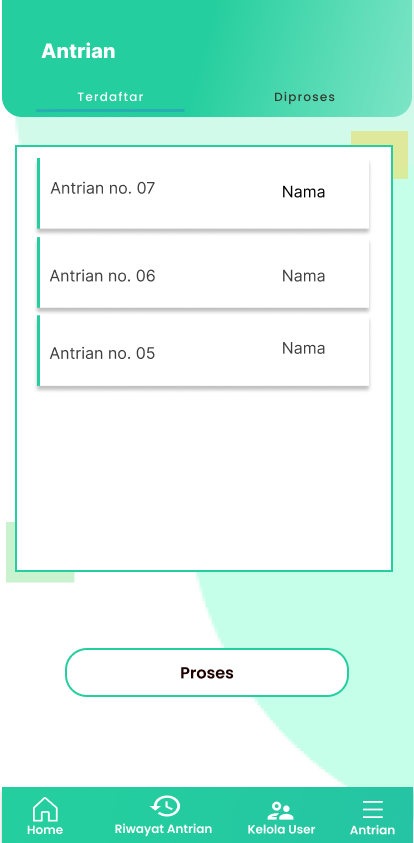 Antrian
Terdaftar Diproses
Antrian no. 07 Nama
Antrian no. 06 Nama
Antrian no. 05 Nama
Proses
Home Riwayat Antrian Kelola User Antrian